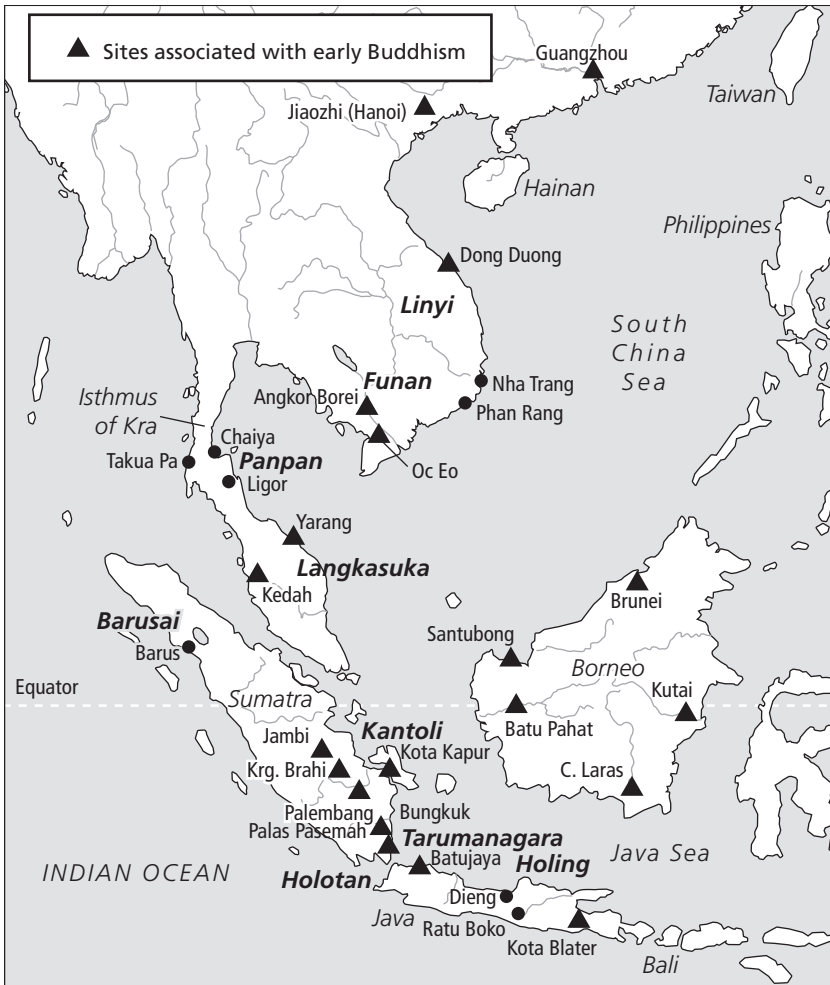 Sites associated with early Buddhism
Guangzhou
Taiwan
Jiaozhi (Hanoi)
Hainan
Philippines
Dong Duong
Linyi
South
China
Sea
Funan
Nha Trang
Angkor Borei
Isthmus
of Kra
Phan Rang
Chaiya
Takua Pa
Panpan
Oc Eo
Ligor
Yarang
Langkasuka
Kedah
Brunei
Barusai
Santubong
Barus
Borneo
Equator
Sumatra
Kutai
Kantoli
Batu Pahat
Jambi
Kota Kapur
Krg. Brahi
C. Laras
Palembang
Bungkuk
Palas Pasemah
Tarumanagara
Batujaya
Java Sea
INDIAN OCEAN
Holotan
Holing
Dieng
Java
Ratu Boko
Kota Blater
Bali